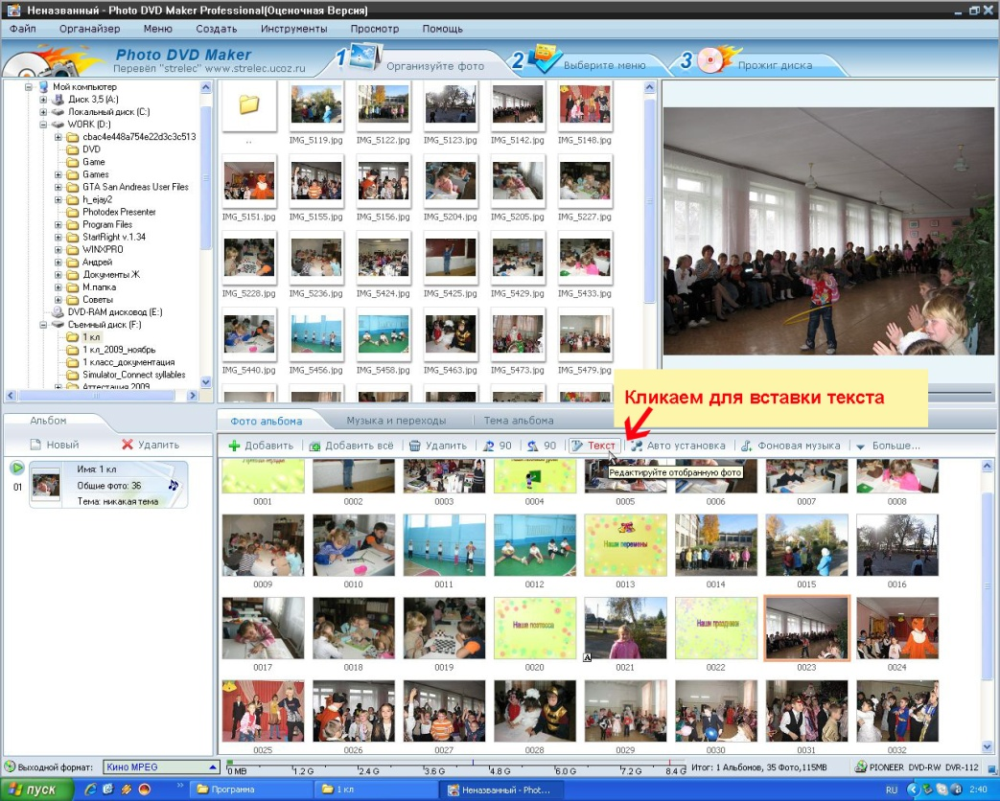 Неназванный - Photo DVD Maker Professional(Оценочная Версия)
Файл Органайзер Меню Создать Инструменты Просмотр Помощь
Photo DVD Maker
Перевёл "strelec" www.strelec.ucoz.ru
1 Организуйте фото
2 Выберите меню
3 Прожиг диска
Мой компьютер
Диск 3,5 (A:)
Локальный диск (C:)
WORK (D:)
cbac4e448a754e22d3c3c513
DVD
Game
Games
GTA San Andreas User Files
h_ejay2
Photodex Presenter
Program Files
StartRight v.1.34
WINXPRO
Андрей
Документы Ж
М.папка
Советы
DVD-RAM дисковод (E:)
Съемный диск (F:)
1 кл
1 кл_2009_ноябрь
1 класс_документация
Simulator_Connect syllables
Аттестация 2009
.. IMG_5119.jpg IMG_5122.jpg IMG_5123.jpg IMG_5142.jpg IMG_5148.jpg
IMG_5151.jpg IMG_5155.jpg IMG_5156.jpg IMG_5204.jpg IMG_5205.jpg IMG_5227.jpg
IMG_5228.jpg IMG_5236.jpg IMG_5424.jpg IMG_5425.jpg IMG_5429.jpg IMG_5433.jpg
IMG_5440.jpg IMG_5456.jpg IMG_5458.jpg IMG_5463.jpg IMG_5473.jpg IMG_5479.jpg
Кликаем для вставки текста
Альбом
Новый Удалить
01
Имя: 1 кл
Общие Фото: 36
Тема: никакая тема
Фото альбома Музыка и переходы Тема альбома
Добавить Добавить всё Удалить 90 90 Текст Авто установка Фоновая музыка Больше...
Редактируйте отобранную фото
0001 0002 0003 0004 0005 0006 0007 0008
Наши перемены
0009 0010 0011 0012 0013 0014 0015 0016
Наши праздники
A
0017 0018 0019 0020 0021 0022 0023 0024
0025 0026 0027 0028 0029 0030 0031 0032
Выходной формат: Кино MPEG
0 MB 1.2 G 2.4 G 3.6 G 4.8 G 6.0 G 7.2 G 8.4 G
Итог: 1 Альбомов, 35 Фото,115MB
PIONEER DVD-RW DVR-112
пуск
Программа
1 кл
Неназванный - Phot...
RU
2:40